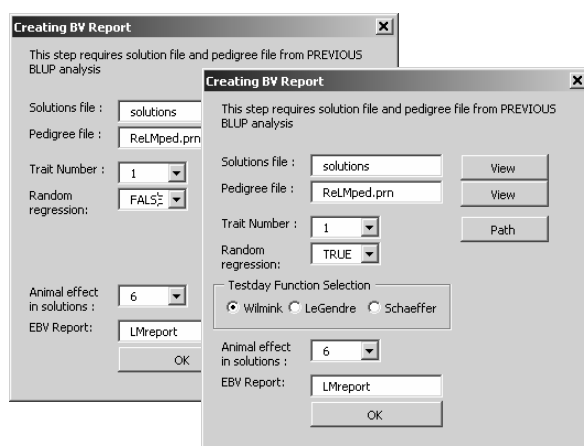 Creating BV Report
This step requires solution file and pedigree file from PREVIOUS
BLUP analysis
Solutions file :
solutions
Pedigree file :
ReLMped.prn
Trait Number :
1
Random
regression:
FALSE
Animal effect
in solutions :
6
EBV Report:
LMreport
OK
Creating BV Report
This step requires solution file and pedigree file from PREVIOUS
BLUP analysis
Solutions file :
solutions
View
Pedigree file :
ReLMped.prn
View
Trait Number :
1
Path
Random
regression:
TRUE
Testday Function Selection
Wilmink
LeGendre
Schaeffer
Animal effect
in solutions :
6
EBV Report:
LMreport
OK